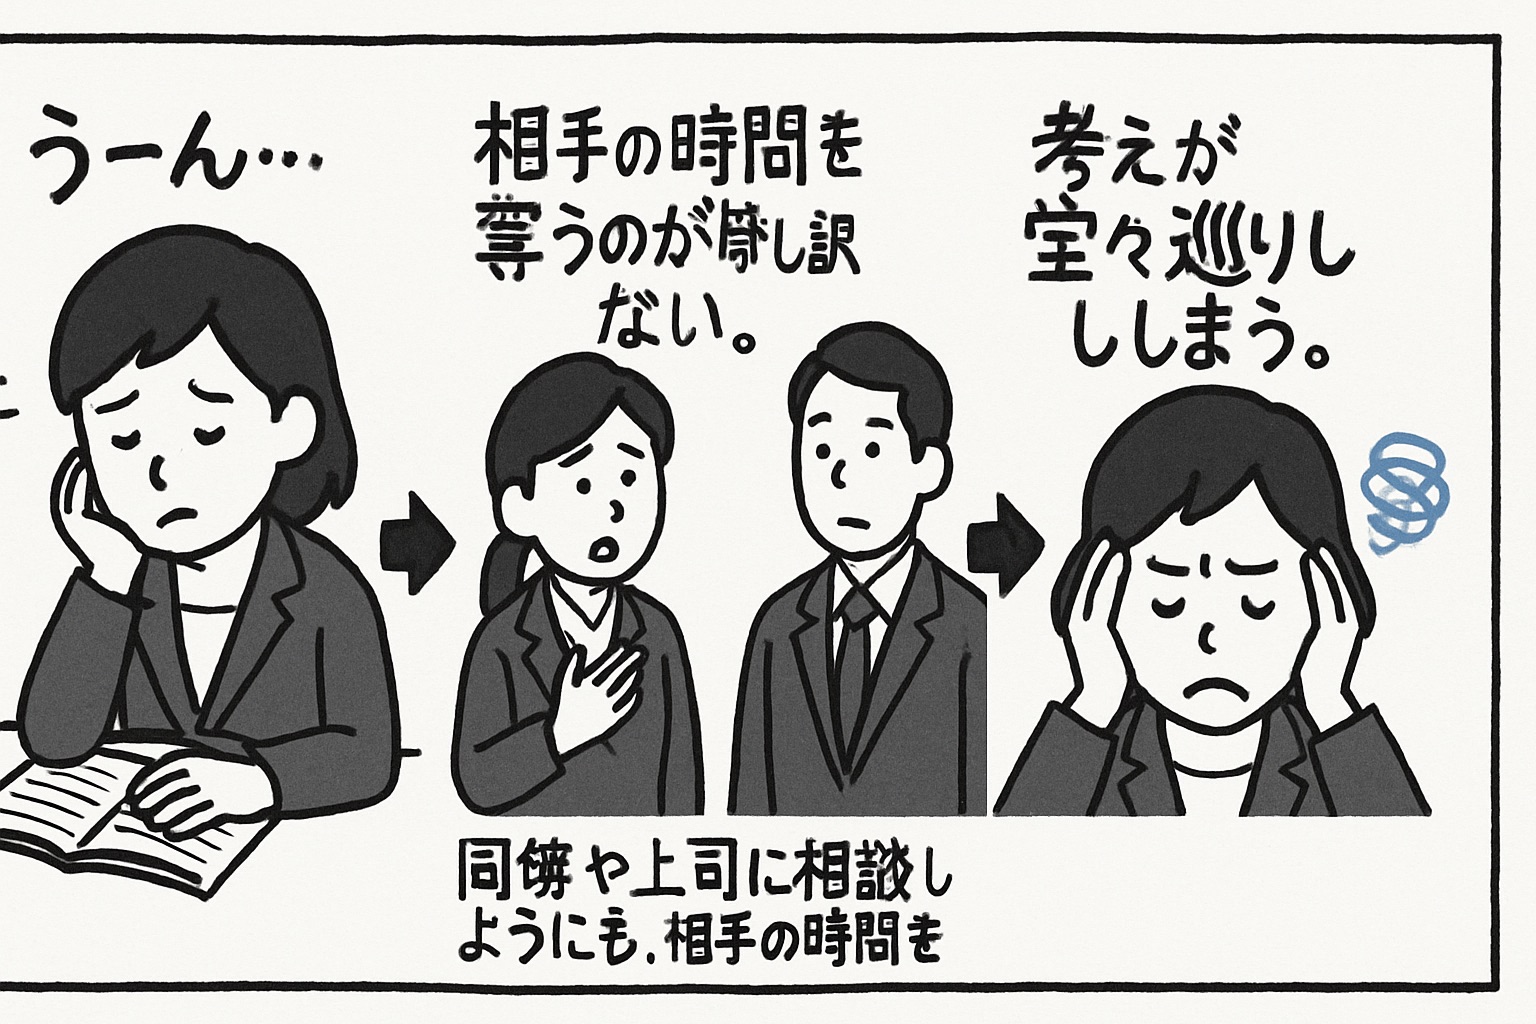 うーん…
相手の時間を
うのが し訳
ない。
考えが
々巡りし
ししまう。
同 や上司に相談し
ようにも、相手の時間を